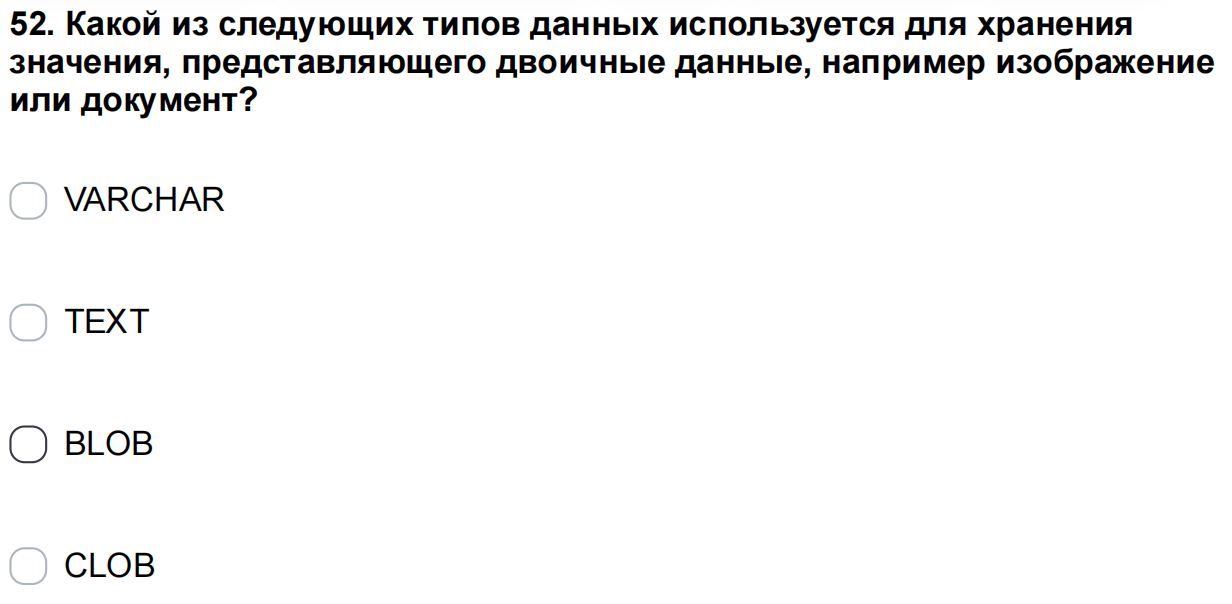 52. Какой из следующих типов данных используется для хранения
значения, представляющего двоичные данные, например изображение
или документ?
VARCHAR
TEXT
BLOB
CLOB